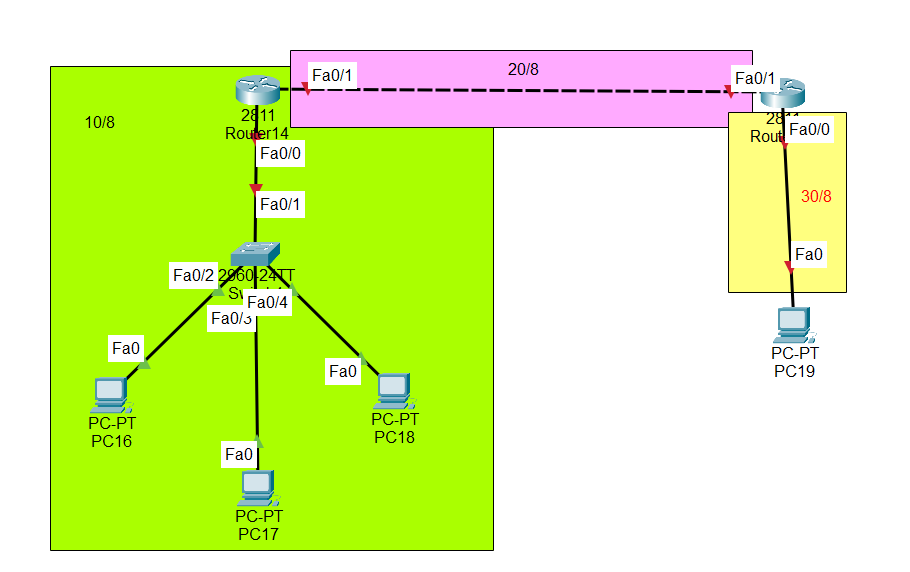 20/8
Fa0/1
Fa0/1
2811
Router14
10/8
Fa0/0
Fa0/0
30/8
Fa0/1
Fa0
2960-24TT
Fa0/2
Fa0/4
Fa0/3
Fa0
Fa0
PC-PT
PC19
PC-PT
PC16
PC-PT
PC18
Fa0
PC-PT
PC17